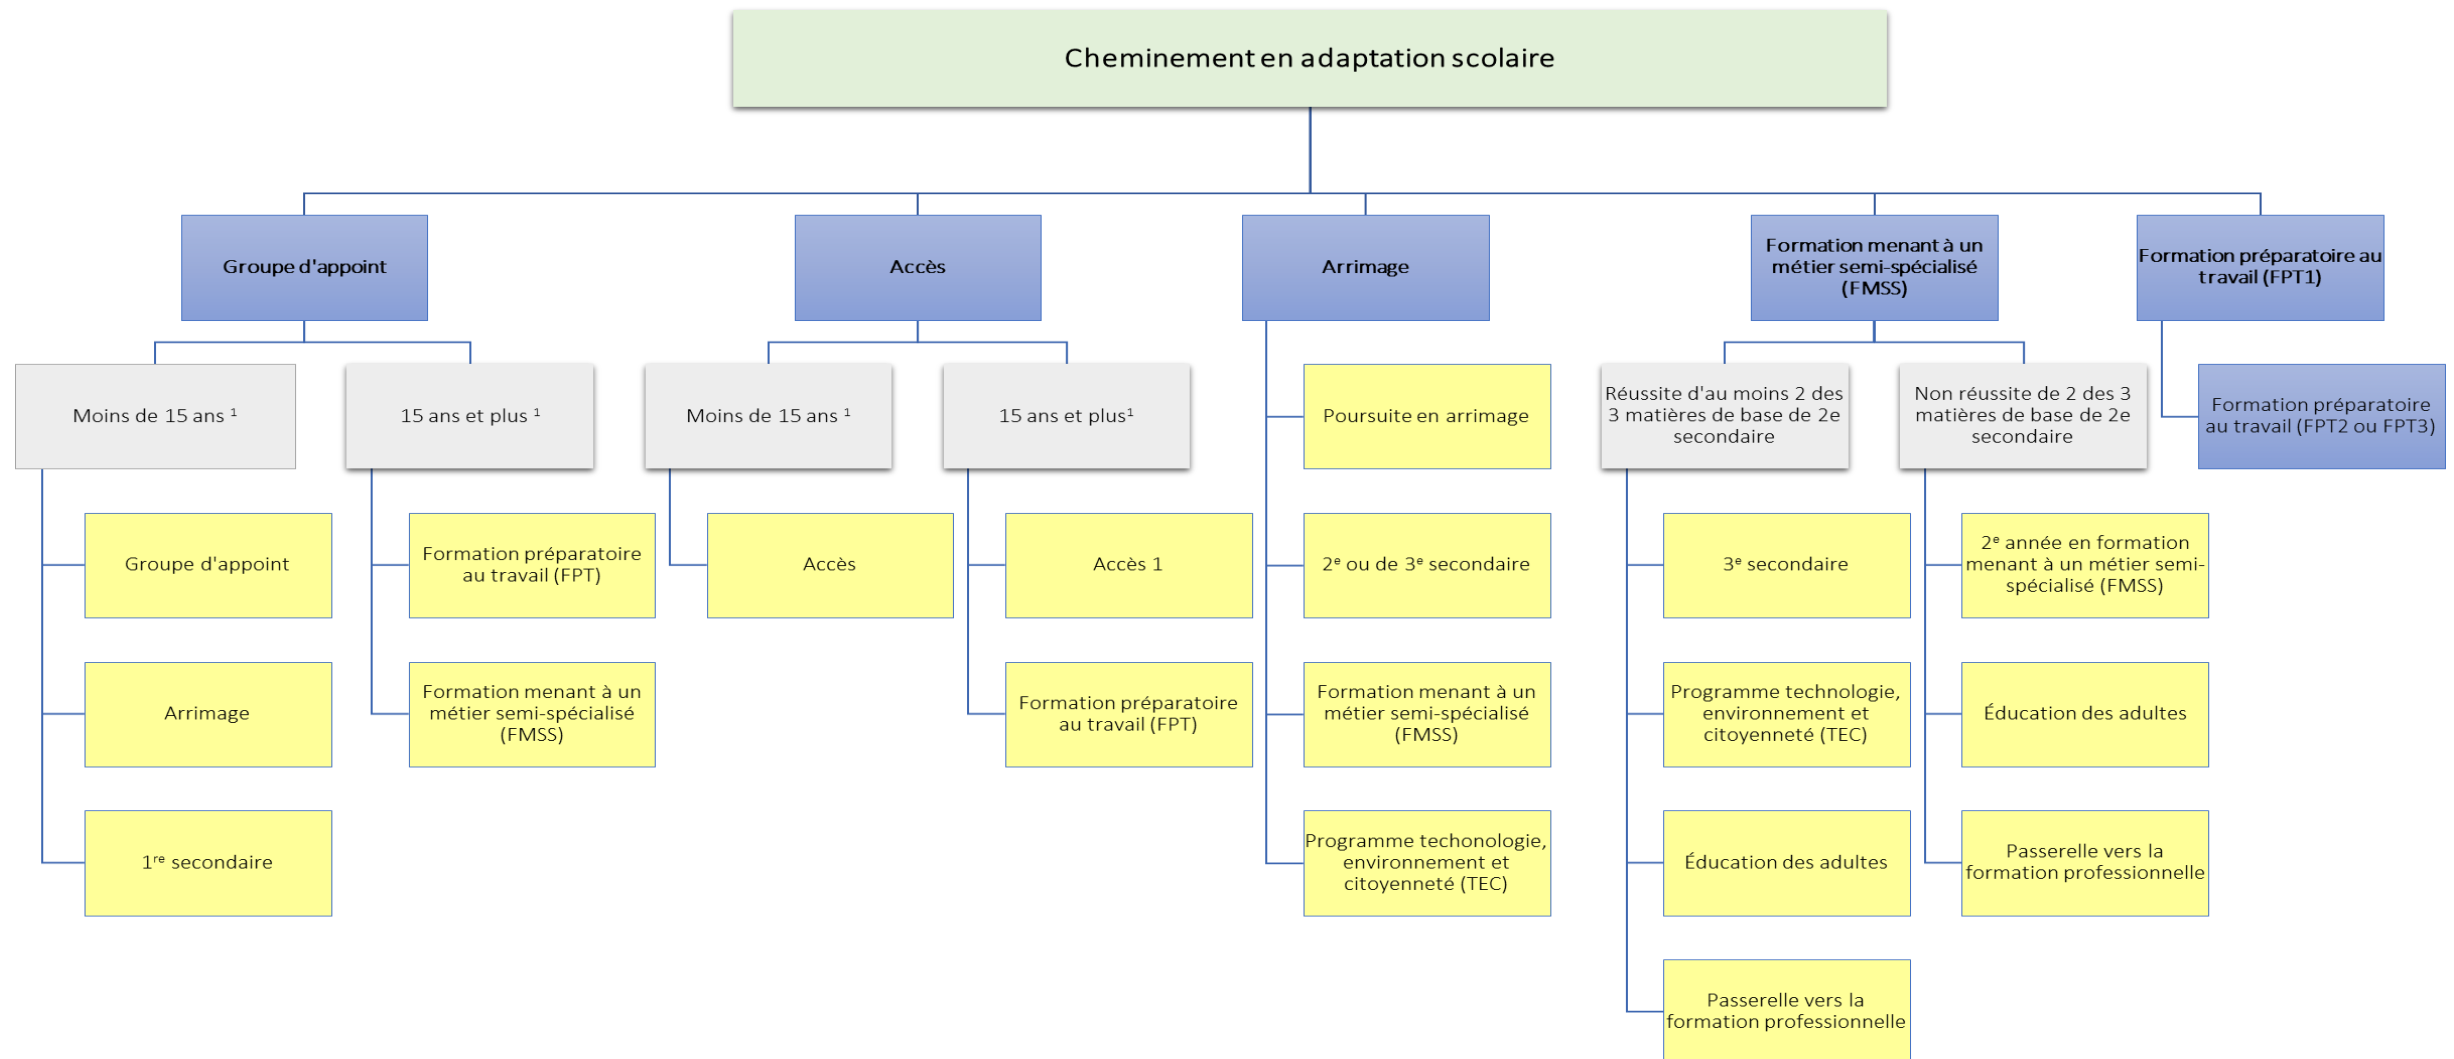 Cheminement en adaptation scolaire
Groupe d'appoint
Accès
Arrimage
Formation menant à un
métier semi-spécialisé
(FMSS)
Formation préparatoire au
travail (FPT1)
Moins de 15 ans ¹
15 ans et plus ¹
Moins de 15 ans ¹
15 ans et plus¹
Poursuite en arrimage
Réussite d'au moins 2 des
3 matières de base de 2e
secondaire
Non réussite de 2 des 3
matières de base de 2e
secondaire
Formation préparatoire
au travail (FPT2 ou FPT3)
Groupe d'appoint
Formation préparatoire
au travail (FPT)
Accès
Accès 1
2ᵉ ou de 3ᵉ secondaire
3ᵉ secondaire
2ᵉ année en formation
menant à un métier semi-
spécialisé (FMSS)
Arrimage
Formation menant à un
métier semi-spécialisé
(FMSS)
Formation préparatoire
au travail (FPT)
Formation menant à un
métier semi-spécialisé
(FMSS)
Programme technologie,
environnement et
citoyenneté (TEC)
Éducation des adultes
1ʳᵉ secondaire
Programme techonologie,
environnement et
citoyenneté (TEC)
Éducation des adultes
Passerelle vers la
formation professionnelle
Passerelle vers la
formation professionnelle